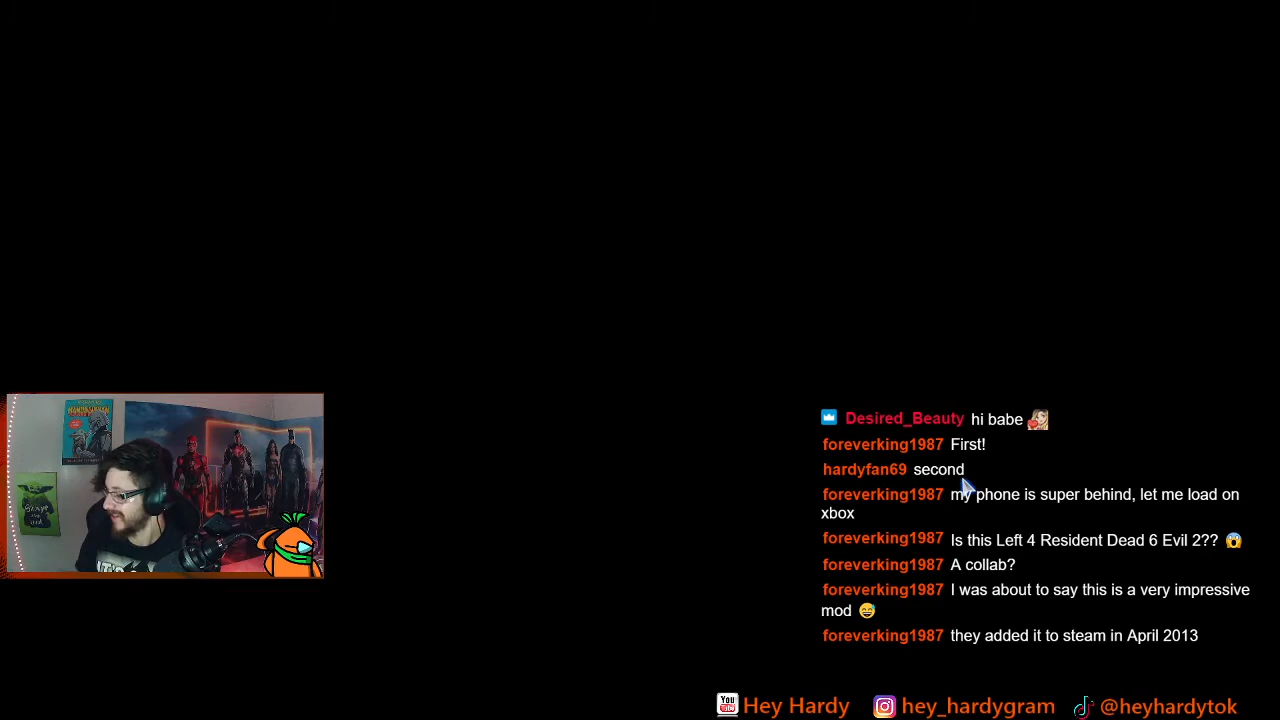 Desired_Beauty hi babe
foreverking1987 First!
hardyfan69 second
foreverking1987 my phone is super behind, let me load on
xbox
foreverking1987 Is this Left 4 Resident Dead 6 Evil 2?? 😱
foreverking1987 A collab?
foreverking1987 I was about to say this is a very impressive
mod 😅
foreverking1987 they added it to steam in April 2013
You Tube Hey Hardy hey_hardygram @heyhardytok